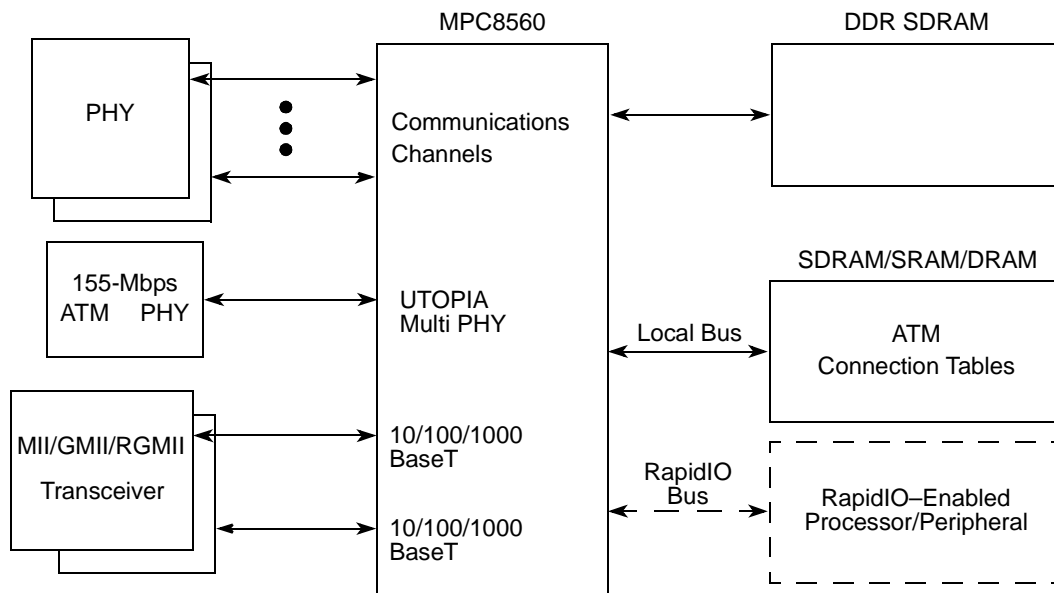 MPC8560
DDR SDRAM
PHY
Communications
Channels
155-Mbps
ATM PHY
UTOPIA
Multi PHY
SDRAM/SRAM/DRAM
Local Bus
ATM
Connection Tables
MII/GMII/RGMII
Transceiver
10/100/1000
BaseT
10/100/1000
BaseT
RapidIO
Bus
RapidIO–Enabled
Processor/Peripheral